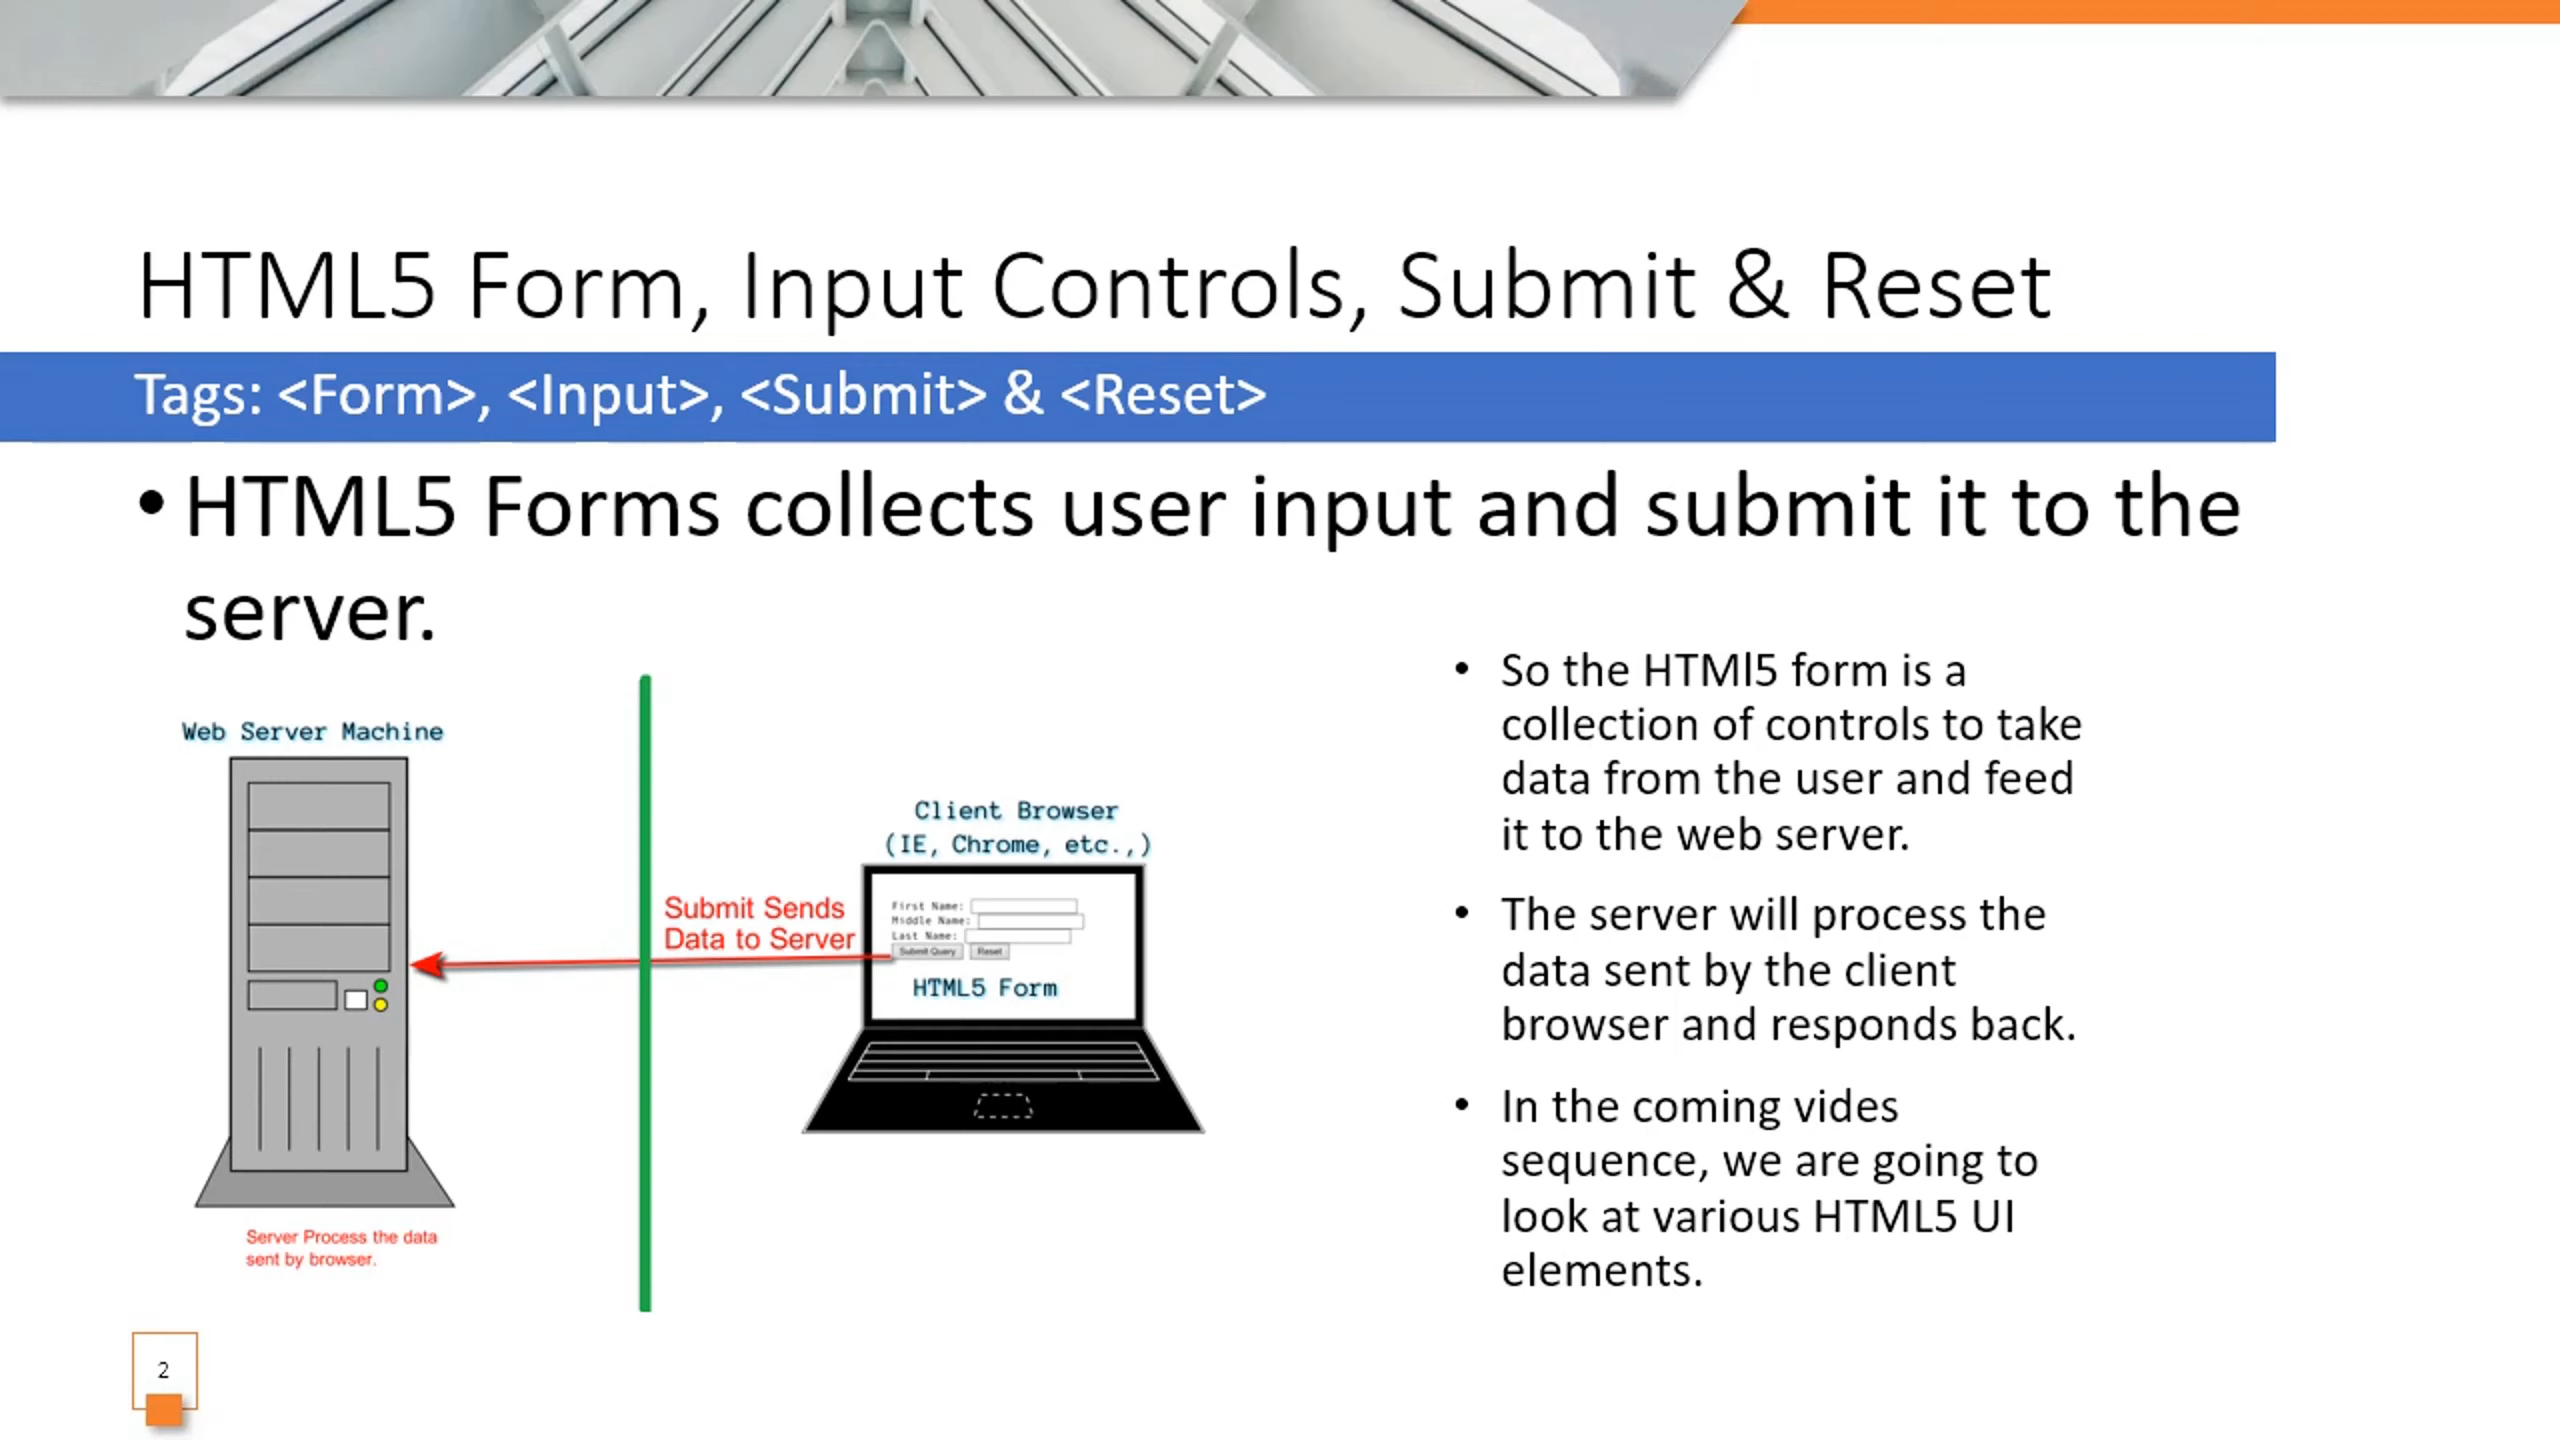 HTML5 Form, Input Controls, Submit & Reset
Tags: <Form>, <Input>, <Submit> & <Reset>
• HTML5 Forms collects user input and submit it to the
server.
Web Server Machine
Server Process the data
sent by browser.
Submit Sends
Data to Server
Client Browser
(IE, Chrome, etc.,)
First Name:
Middle Name:
Last Name:
Submit Query Reset
HTML5 Form
• So the HTMl5 form is a
collection of controls to take
data from the user and feed
it to the web server.
• The server will process the
data sent by the client
browser and responds back.
• In the coming vides
sequence, we are going to
look at various HTML5 UI
elements.
2